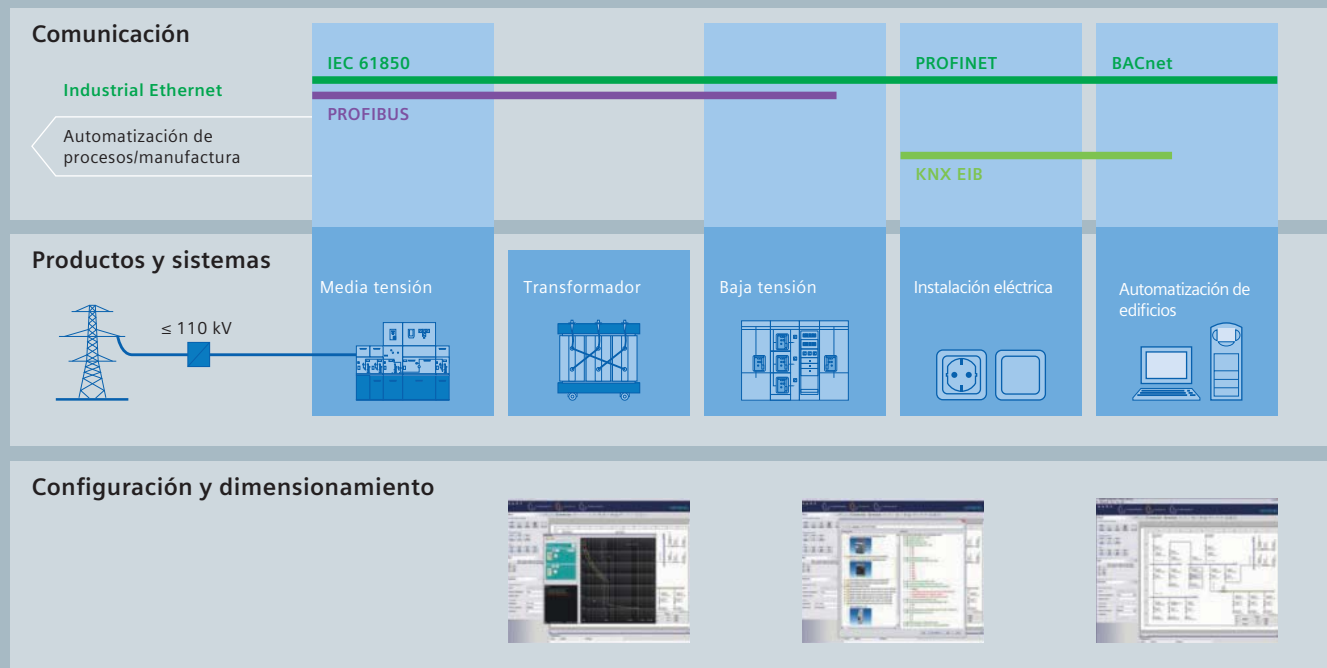 Comunicación
IEC 61850
PROFINET
BACnet
Industrial Ethernet
PROFIBUS
Automatización de
procesos/manufactura
KNX EIB
Productos y sistemas
Media tensión
Transformador
Baja tensión
Instalación eléctrica
Automatización de
edificios
≤ 110 kV
Configuración y dimensionamiento